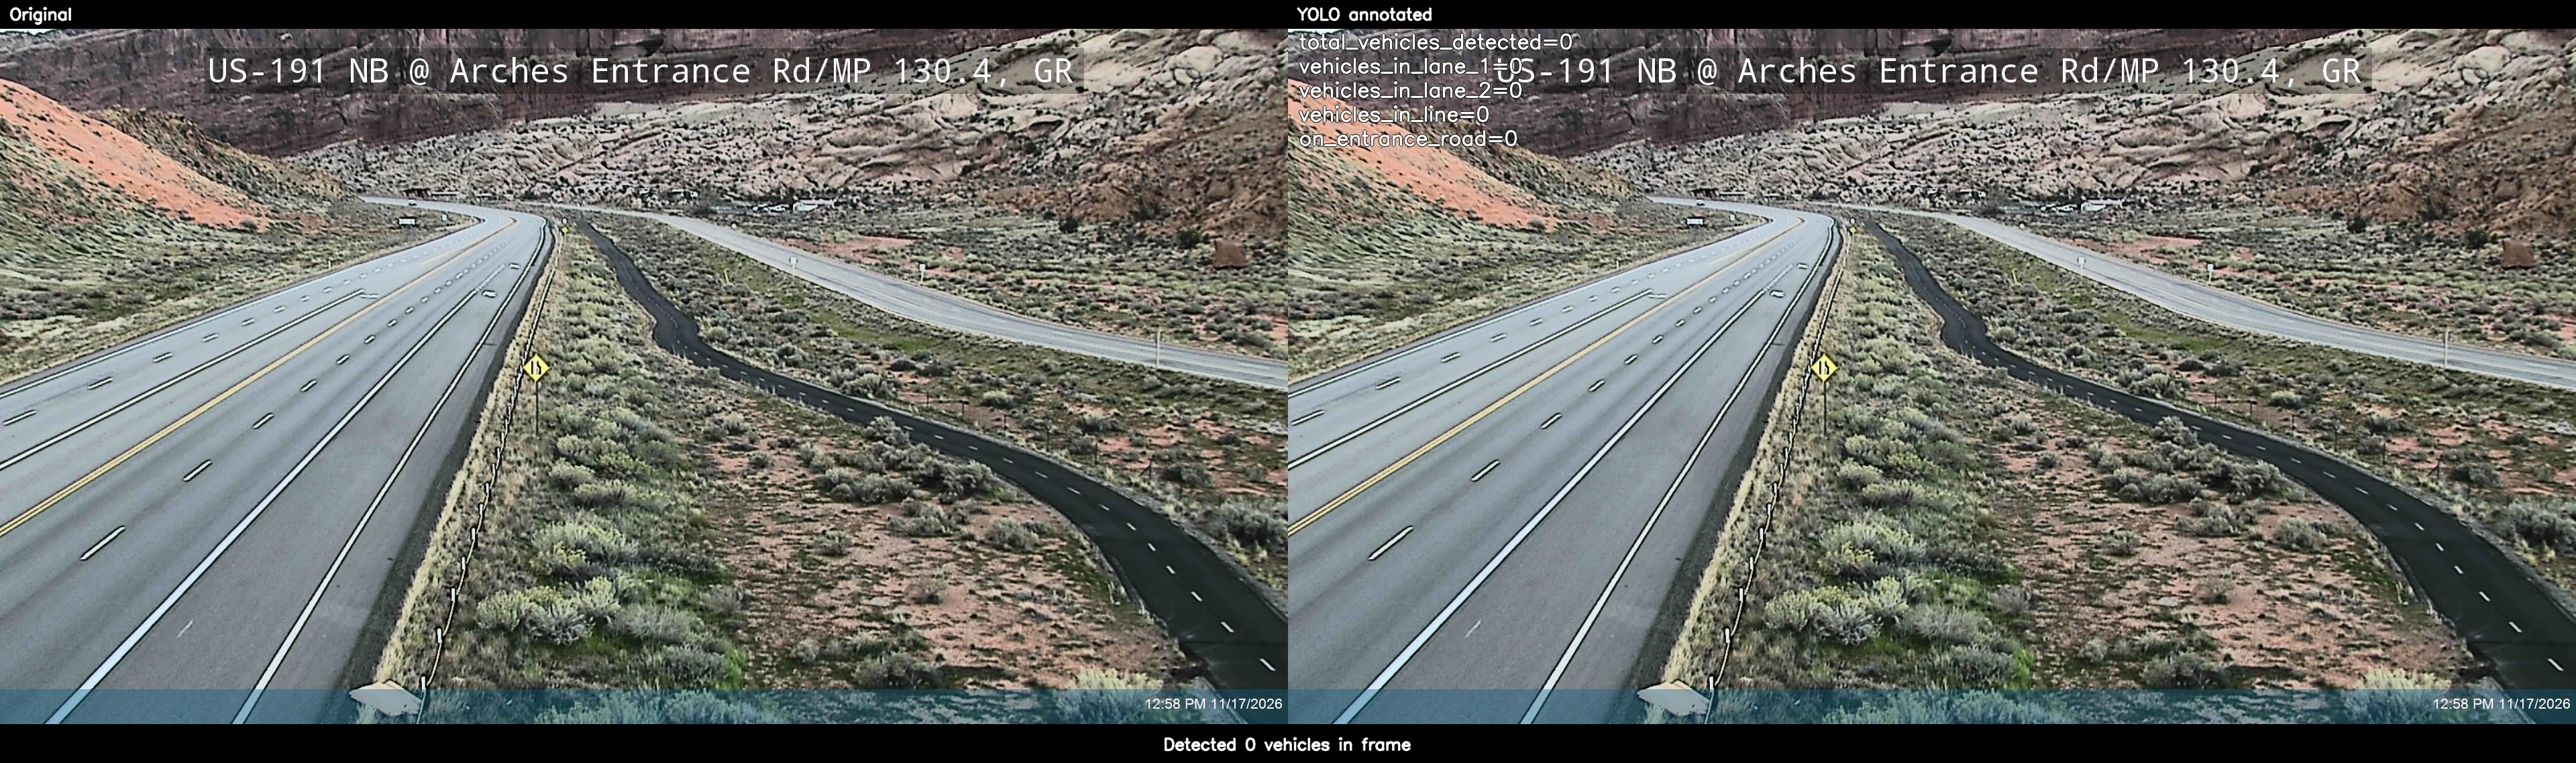 Original
US-191 NB @ Arches Entrance Rd/MP 130.4, GR
12:58 PM 11/17/2026
YOLO annotated
total_vehicles_detected=0
vehicles_in_lane_1=0
US-191 NB @ Arches Entrance Rd/MP 130.4, GR
vehicles_in_lane_2=0
vehicles_in_line=0
on_entrance_road=0
12:58 PM 11/17/2026
Detected 0 vehicles in frame